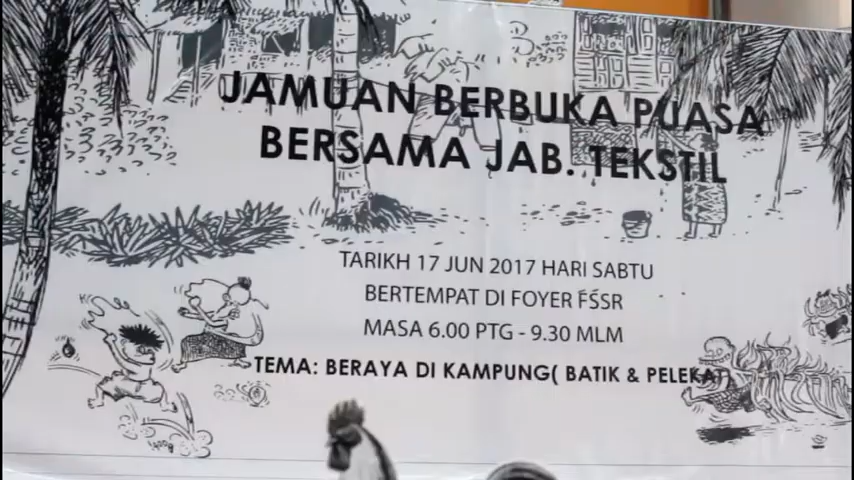 JAMUAN BERBUKA PUASA
BERSAMA JAB. TEKSTIL
TARIKH 17 JUN 2017 HARI SABTU
BERTEMPAT DI FOYER FSSR
MASA 6.00 PTG - 9.30 MLM
TEMA: BERAYA DI KAMPUNG( BATIK & PELEKAT)